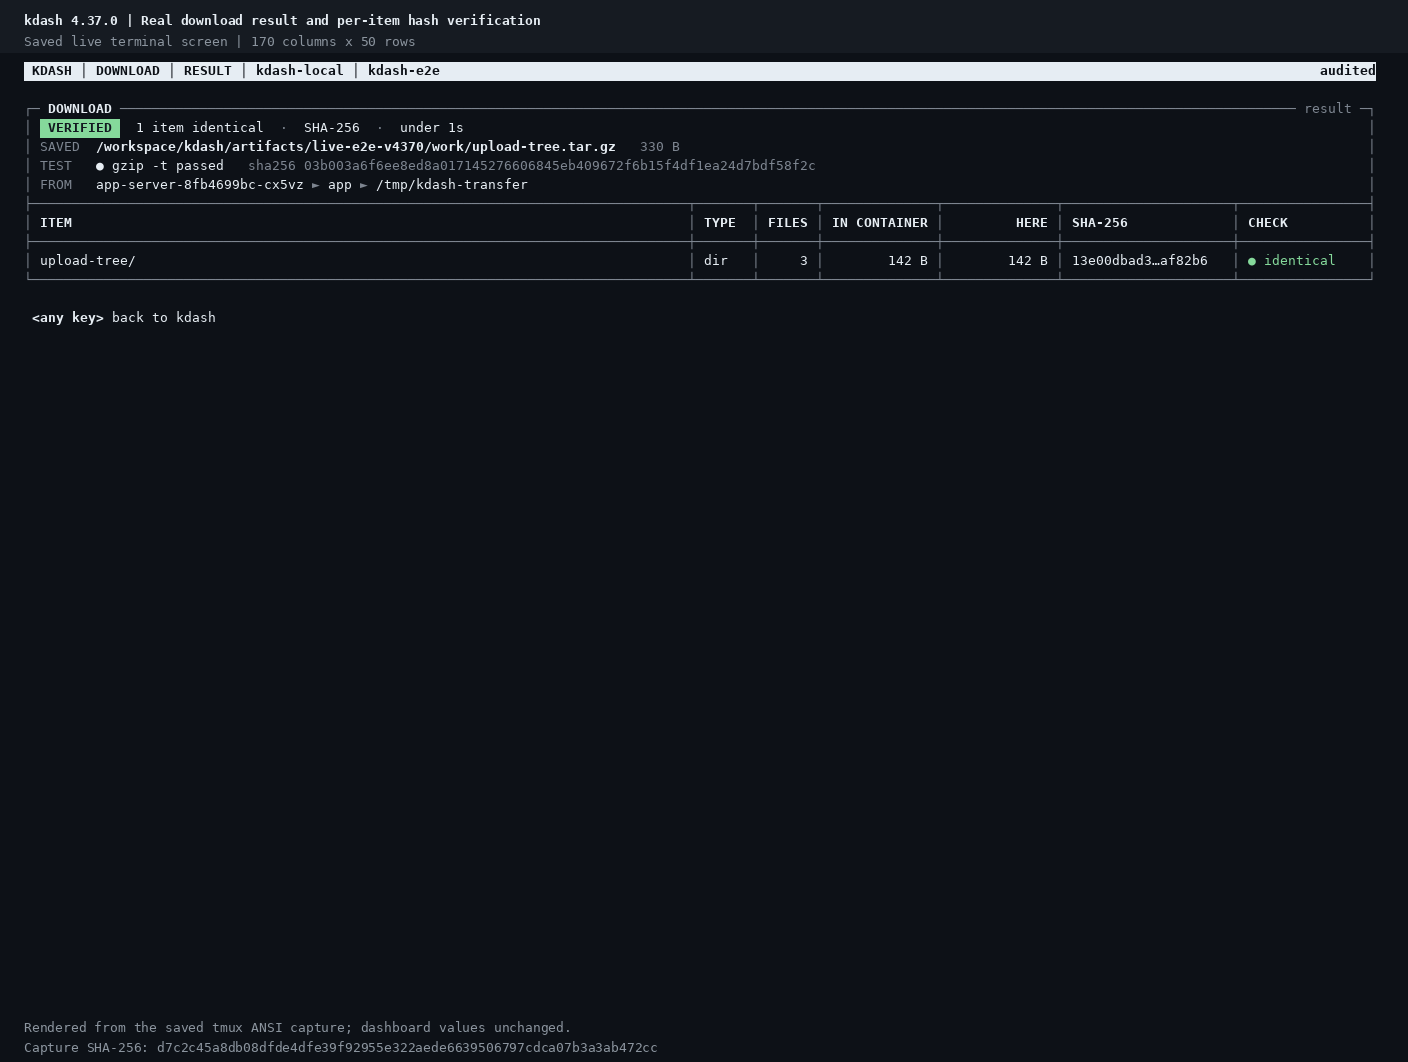 kdash 4.37.0 | Real download result and per-item hash verification
Saved live terminal screen | 170 columns x 50 rows
KDASH │ DOWNLOAD │ RESULT │ kdash-local │ kdash-e2e audited
DOWNLOAD result
VERIFIED 1 item identical · SHA-256 · under 1s
SAVED /workspace/kdash/artifacts/live-e2e-v4370/work/upload-tree.tar.gz 330 B
TEST ● gzip -t passed sha256 03b003a6f6ee8ed8a017145276606845eb409672f6b15f4df1ea24d7bdf58f2c
FROM app-server-8fb4699bc-cx5vz ► app ► /tmp/kdash-transfer
ITEM │ TYPE │ FILES │ IN CONTAINER │ HERE │ SHA-256 │ CHECK
upload-tree/ │ dir │ 3 │ 142 B │ 142 B │ 13e00dbad3…af82b6 │ ● identical
<any key> back to kdash
Rendered from the saved tmux ANSI capture; dashboard values unchanged.
Capture SHA-256: d7c2c45a8db08dfde4dfe39f92955e322aede6639506797cdca07b3a3ab472cc